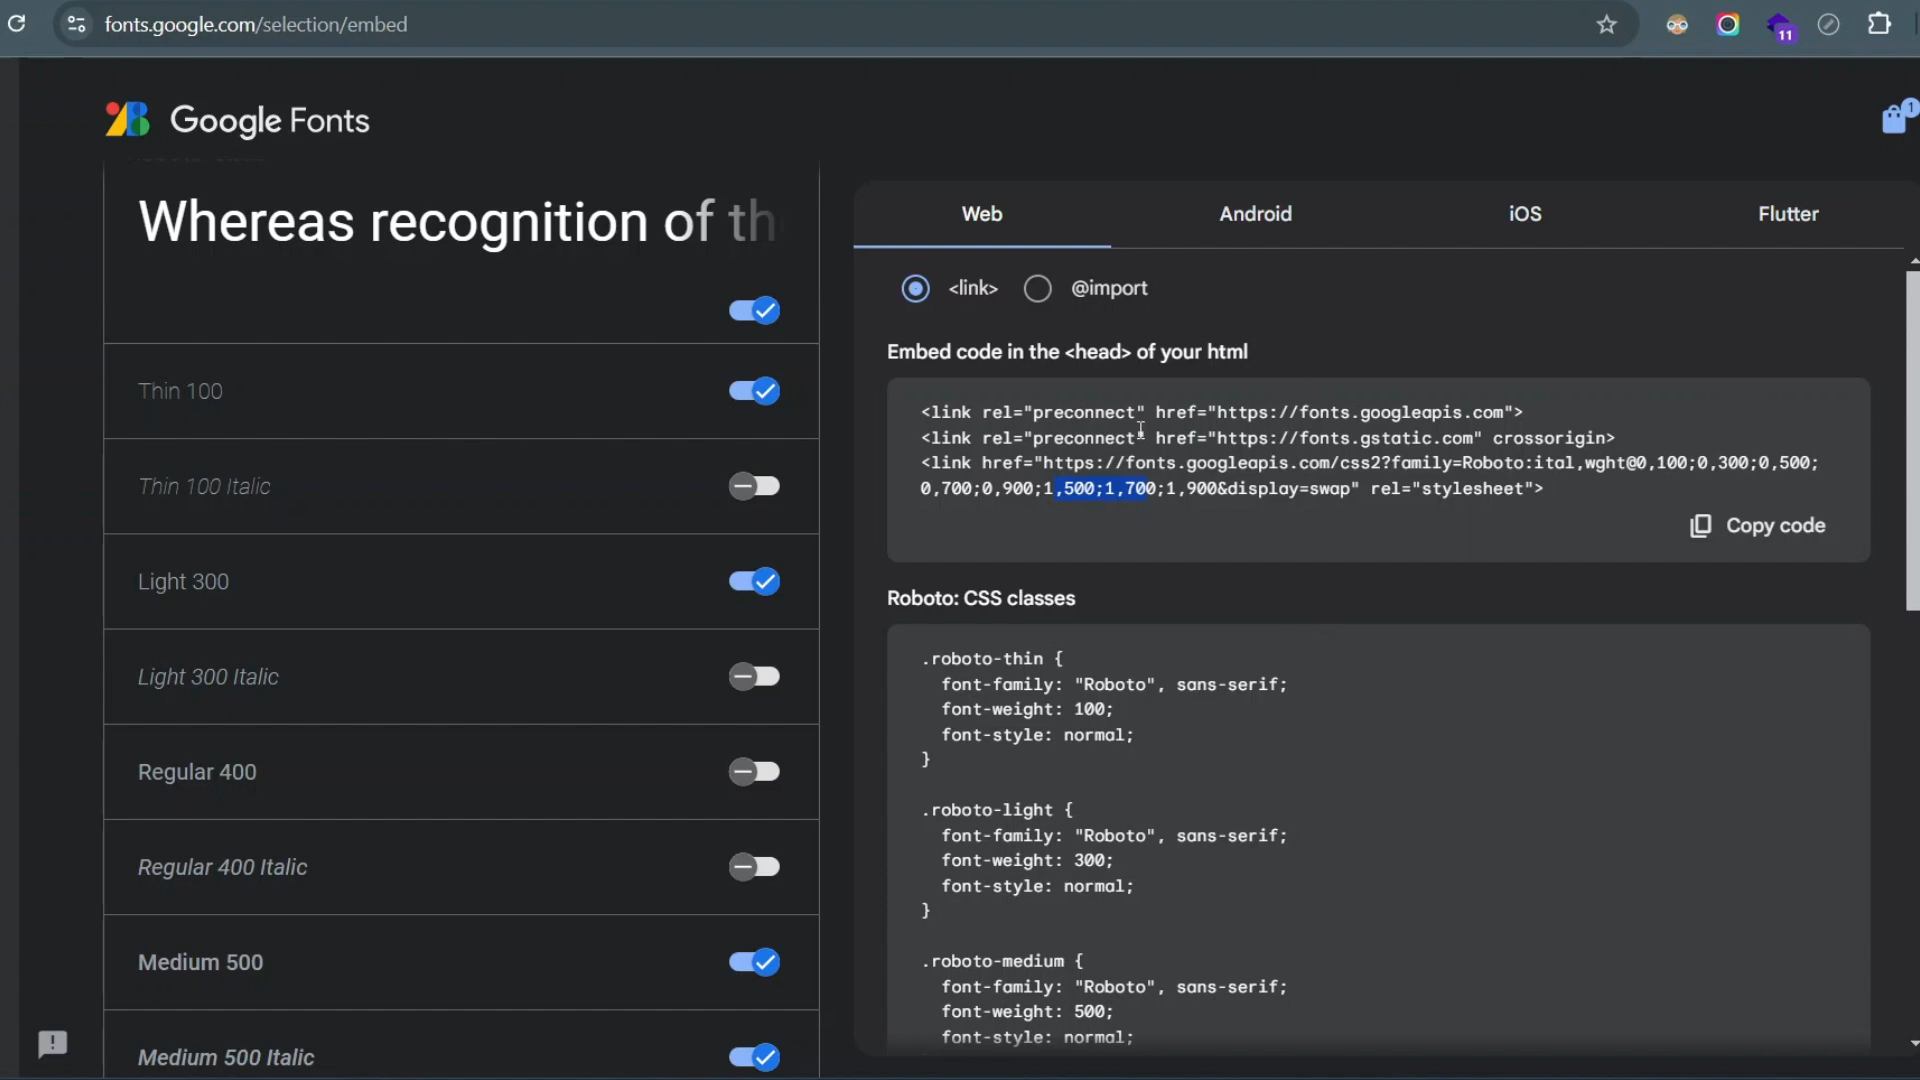 fonts.google.com/selection/embed
11
Google Fonts
1
Whereas recognition of th
Thin 100
Thin 100 Italic
Light 300
Light 300 Italic
Regular 400
Regular 400 Italic
Medium 500
Medium 500 Italic
Web Android iOS Flutter
<link> @import
Embed code in the <head> of your html
<link rel="preconnect" href="https://fonts.googleapis.com">
<link rel="preconnect" href="https://fonts.gstatic.com" crossorigin>
<link href="https://fonts.googleapis.com/css2?family=Roboto:ital,wght@0,100;0,300;0,500;
0,700;0,900;1,500;1,700;1,900&display=swap" rel="stylesheet">
Copy code
Roboto: CSS classes
.roboto-thin {
font-family: "Roboto", sans-serif;
font-weight: 100;
font-style: normal;
}
.roboto-light {
font-family: "Roboto", sans-serif;
font-weight: 300;
font-style: normal;
}
.roboto-medium {
font-family: "Roboto", sans-serif;
font-weight: 500;
font-style: normal;